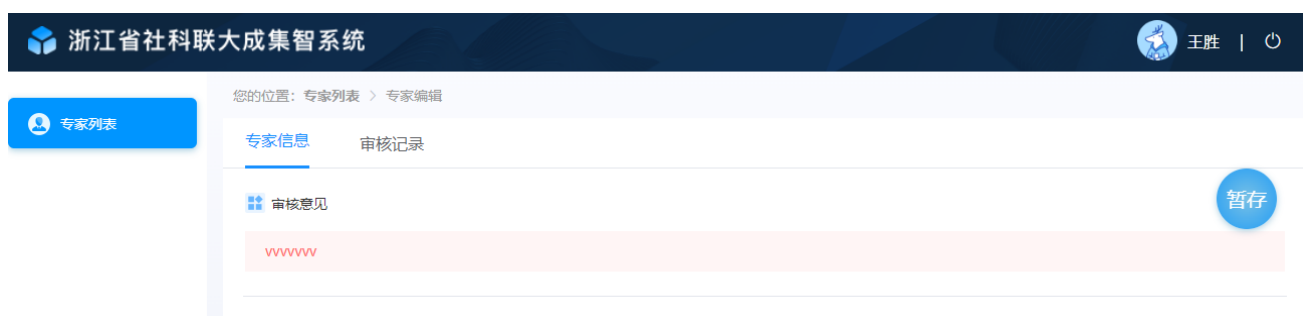 浙江省社科联大成集智系统
王胜 |
您的位置：专家列表 > 专家编辑
专家列表
专家信息 审核记录
暂存
审核意见
vvvvvvv